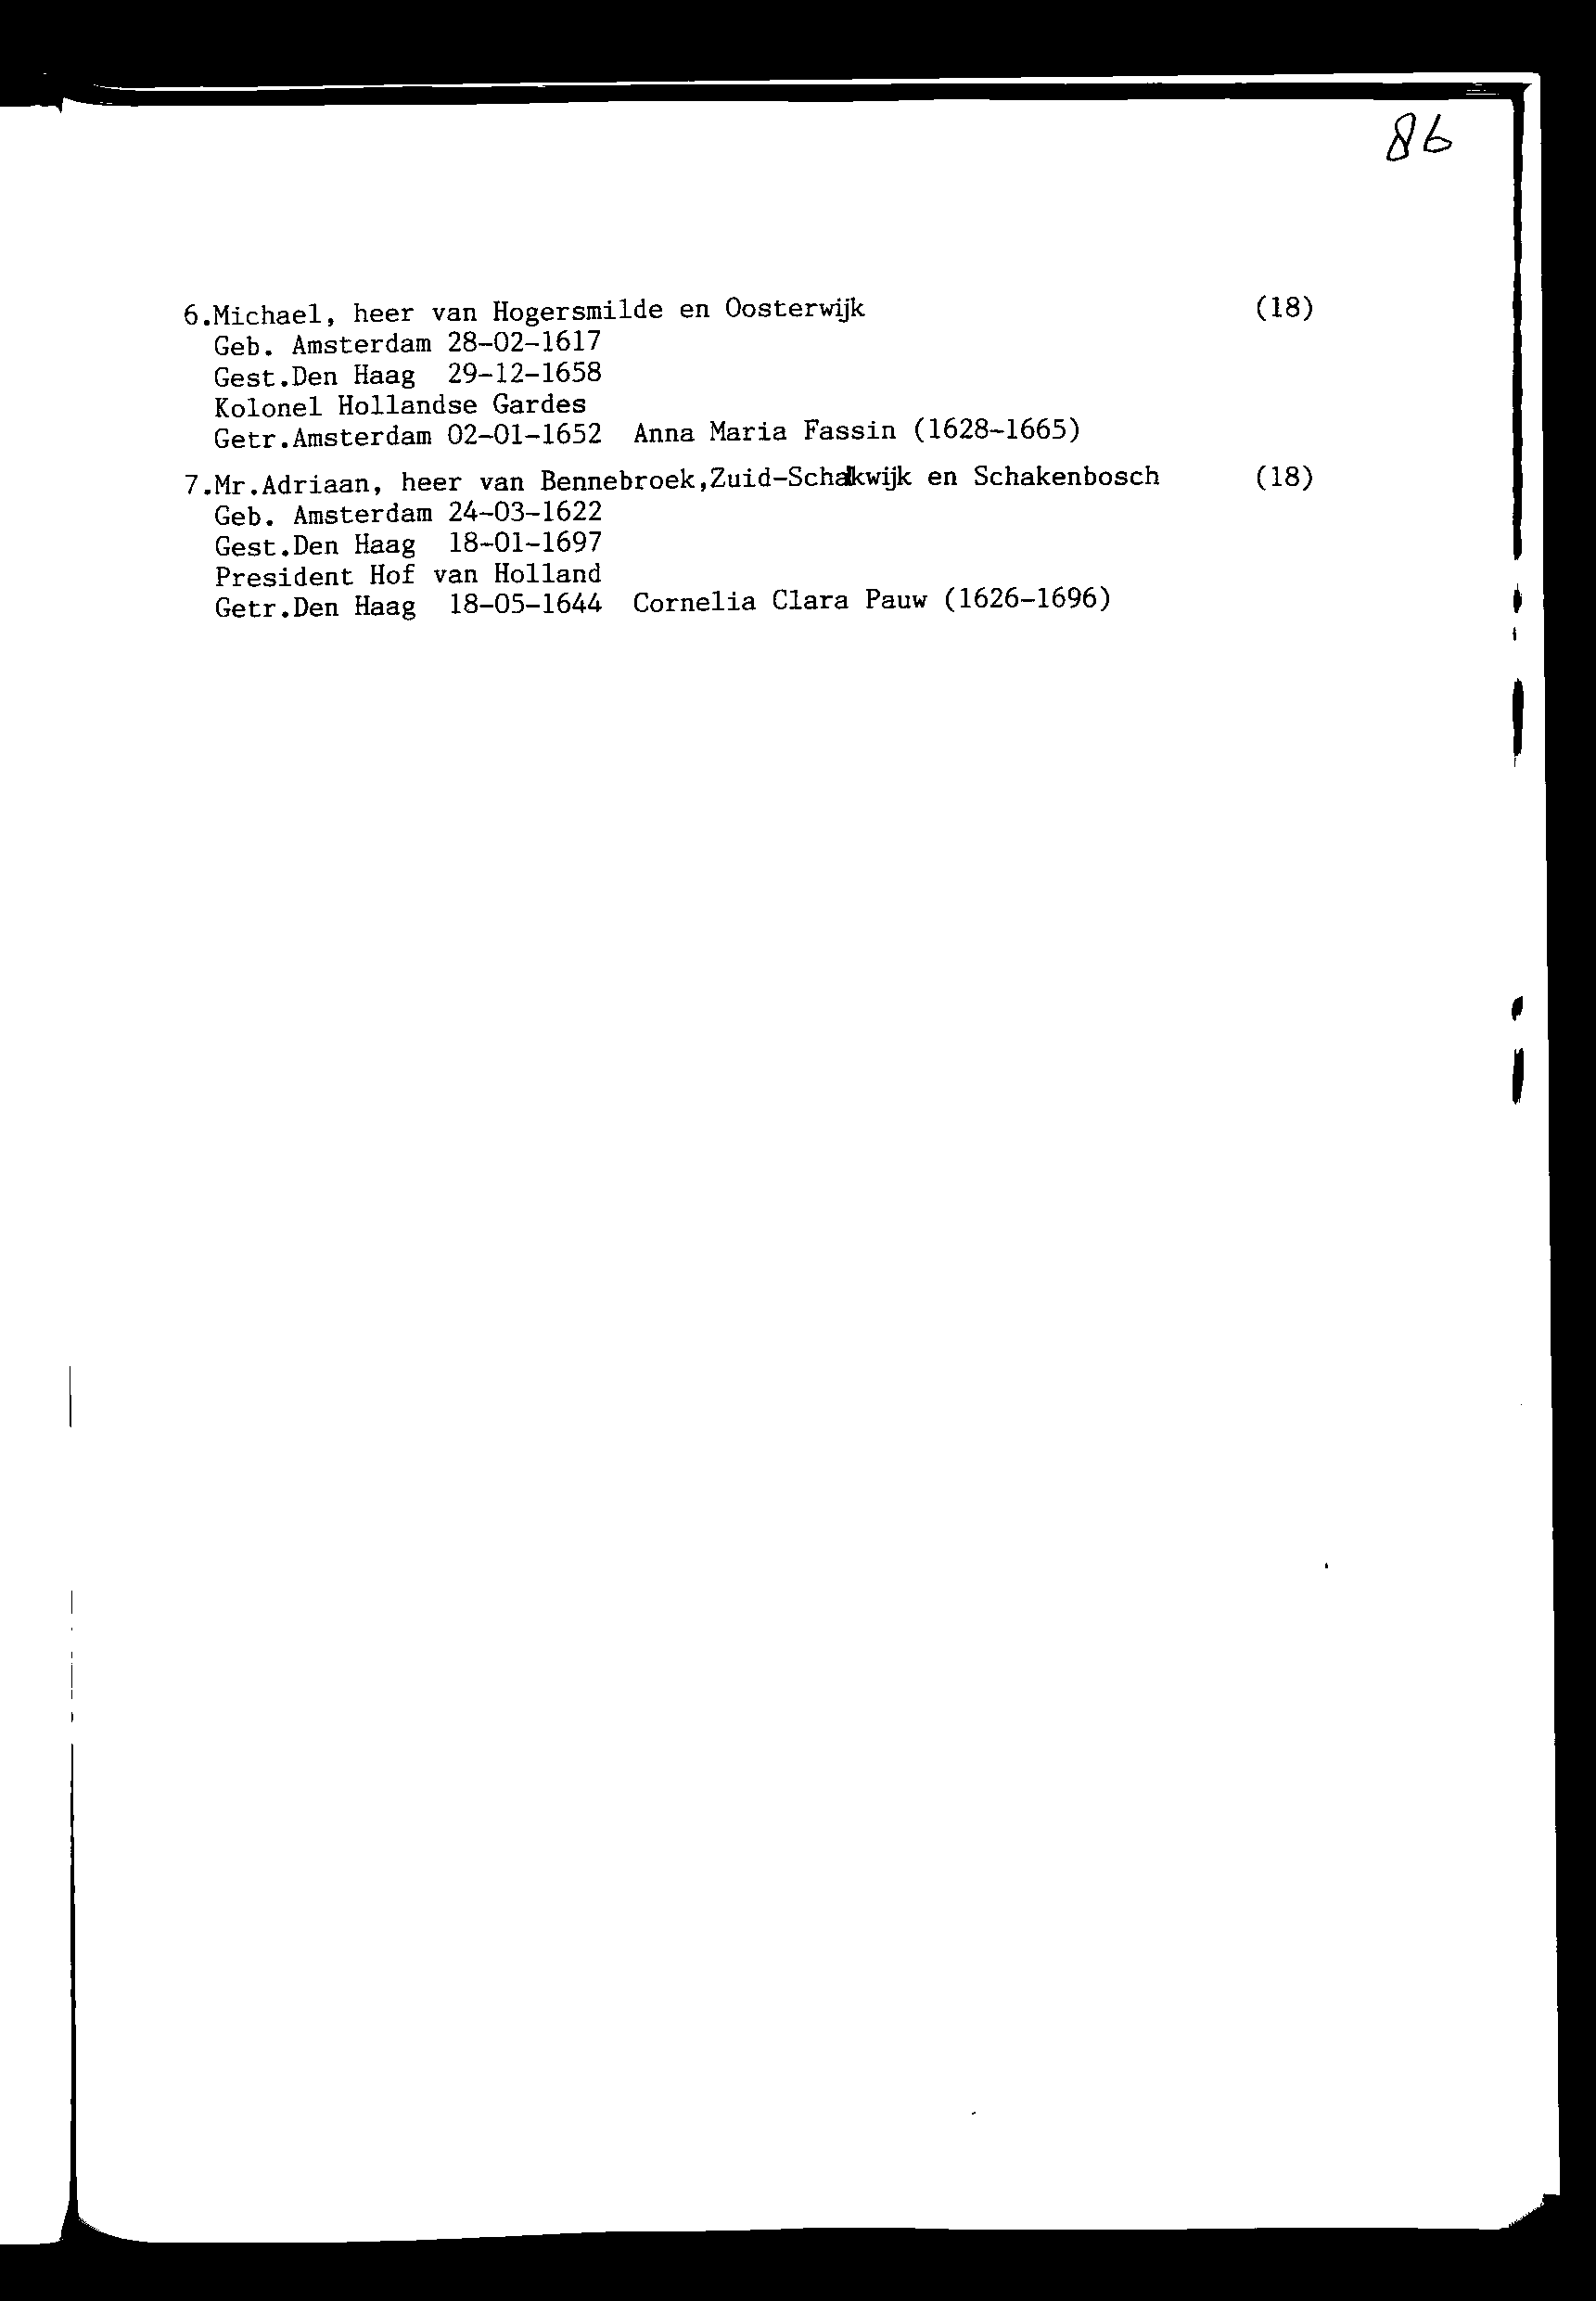 86
6.Michael, heer van Hogersmilde en Oosterwijk (18)
Geb. Amsterdam 28-02-1617
Gest.Den Haag 29-12-1658
Kolonel Hollandse Gardes
Getr.Amsterdam 02-01-1652 Anna Maria Fassin (1628-1665)
7.Mr.Adriaan, heer van Bennebroek,Zuid-Schakwijk en Schakenbosch (18)
Geb. Amsterdam 24-03-1622
Gest.Den Haag 18-01-1697
President Hof van Holland
Getr.Den Haag 18-05-1644 Cornelia Clara Pauw (1626-1696)